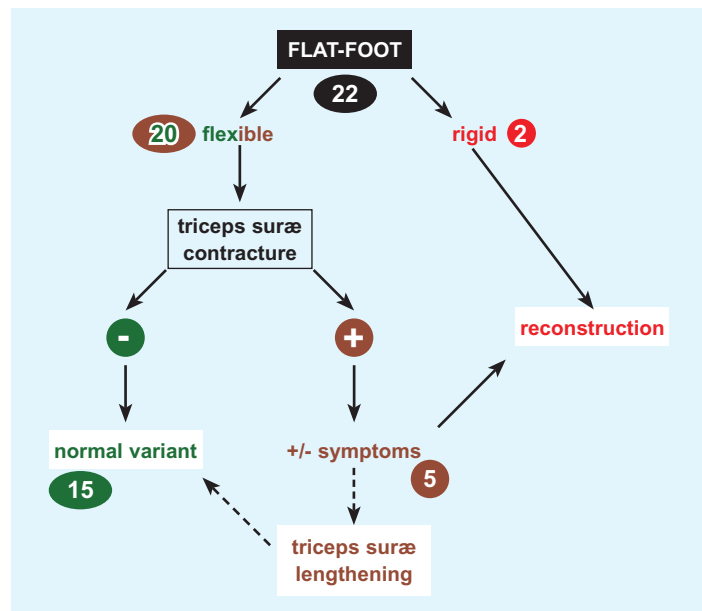 FLAT-FOOT
22
20 flexible
rigid 2
triceps suræ
contracture
-
+
reconstruction
normal variant
15
+/- symptoms
5
triceps suræ
lengthening